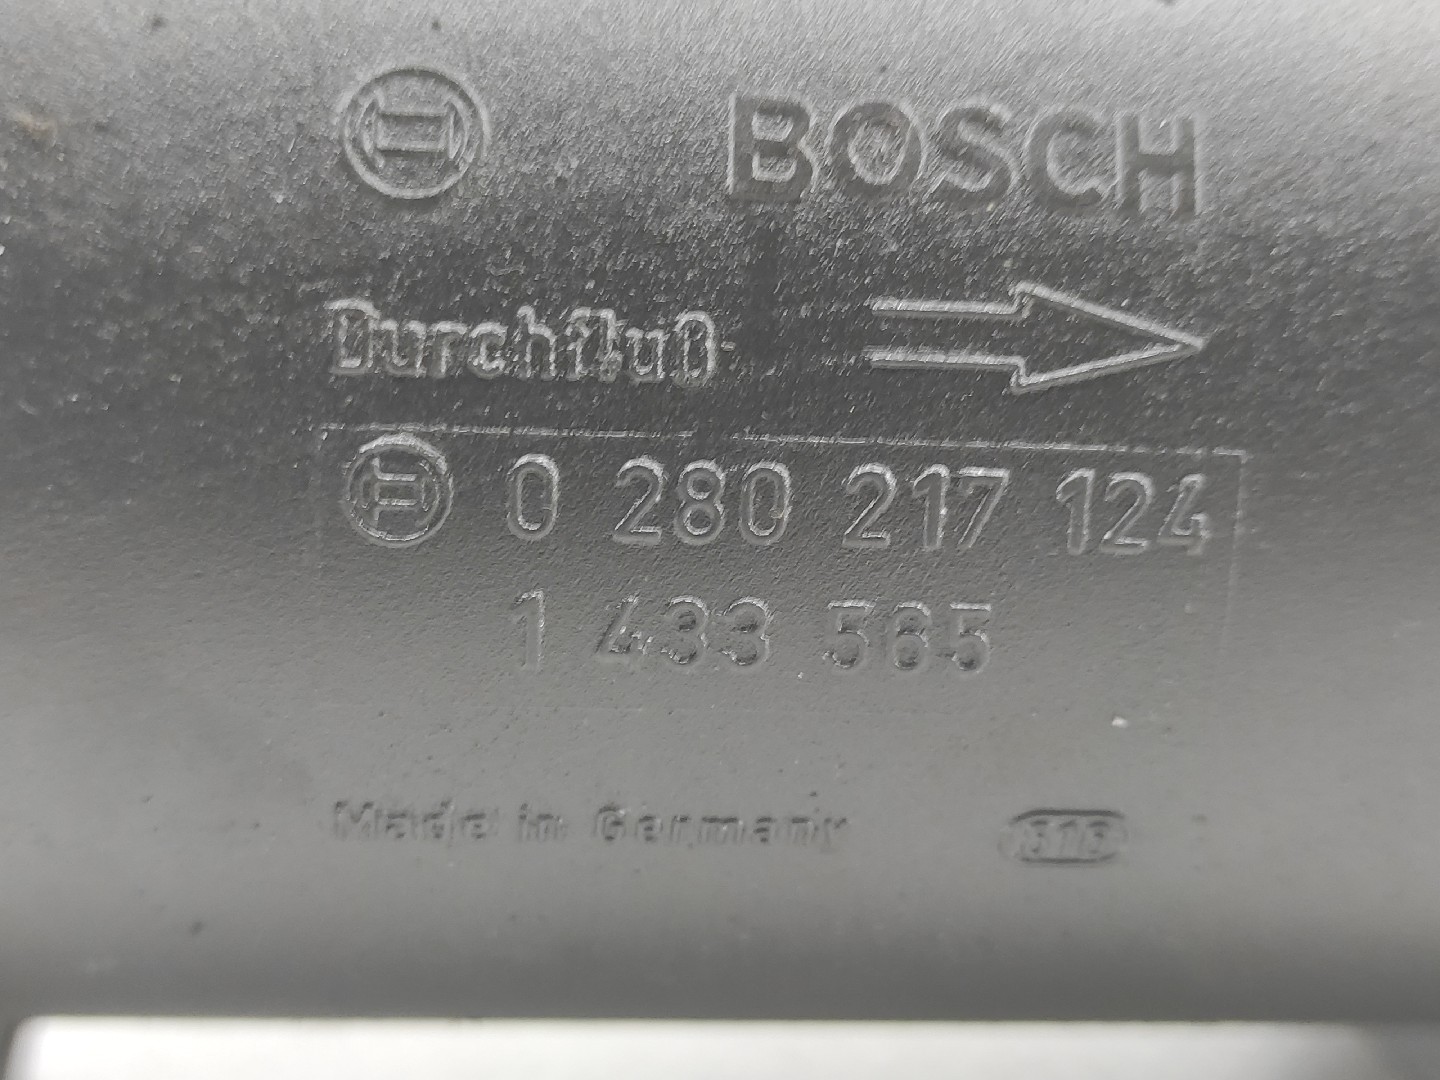 BOSCH
Durchfluß
0 280 217 124
1 433 565
Made in Germany